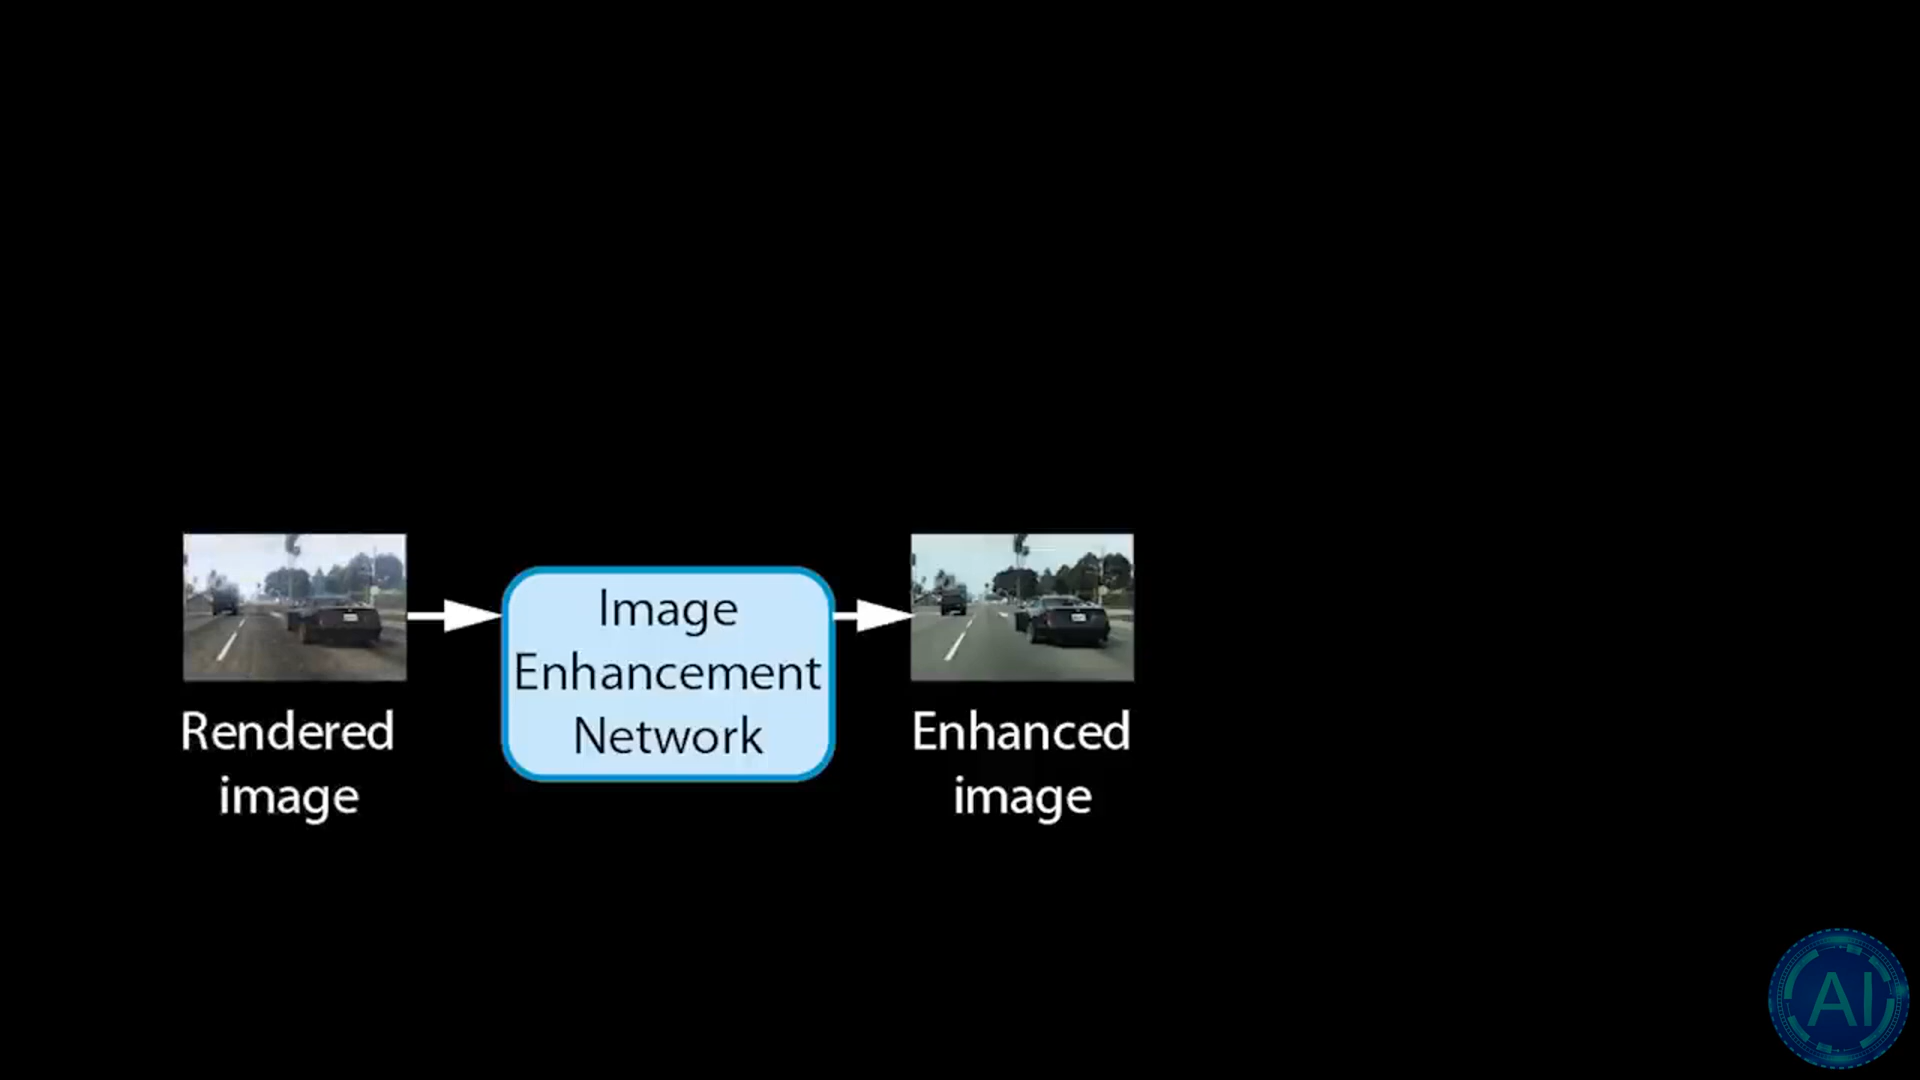 Rendered
image
Image
Enhancement
Network
Enhanced
image
AI